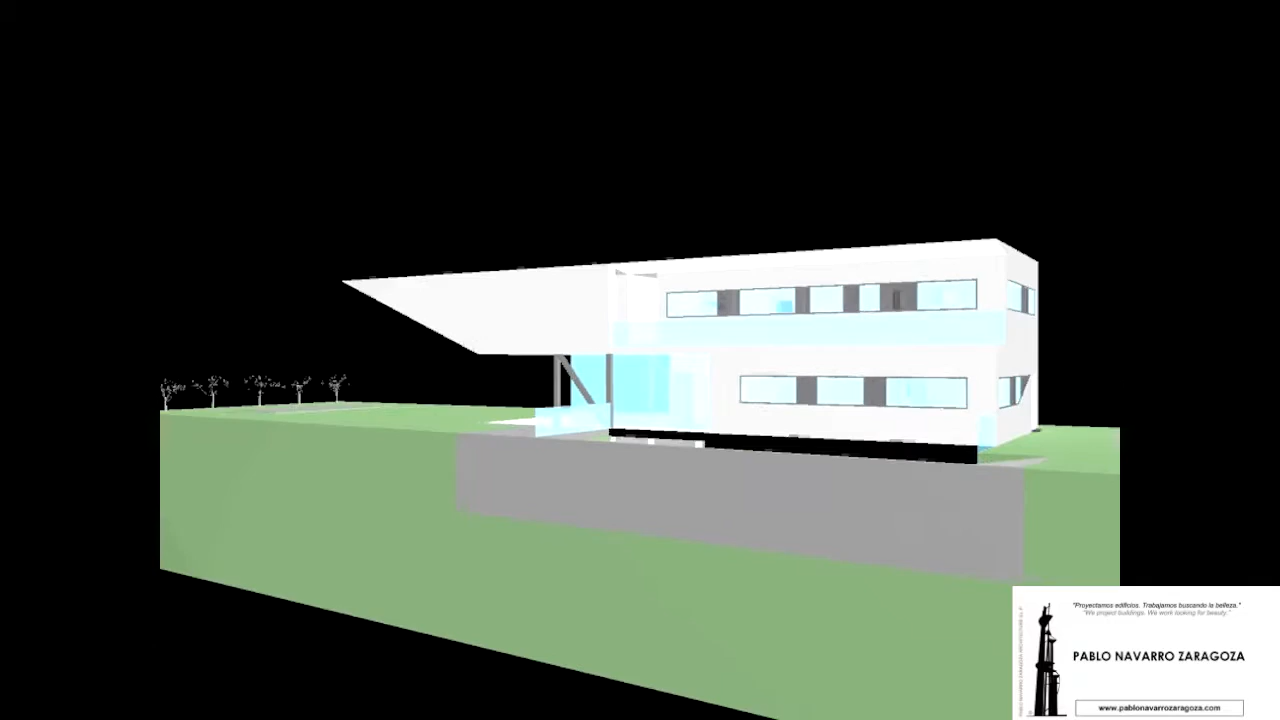 "Proyectamos edificios. Trabajamos buscando la belleza."
"We project buildings. We work looking for beauty."
PABLO NAVARRO ZARAGOZA
www.pablonavarrozaragoza.com